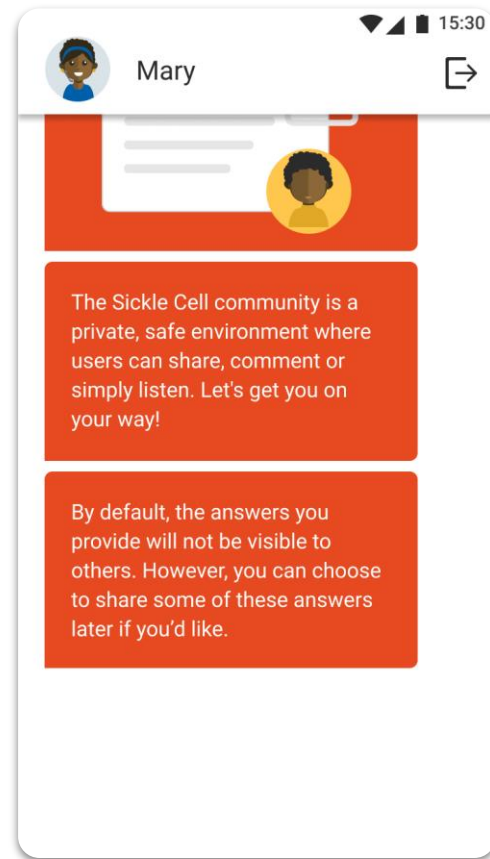 15:30
Mary
The Sickle Cell community is a
private, safe environment where
users can share, comment or
simply listen. Let's get you on
your way!
By default, the answers you
provide will not be visible to
others. However, you can choose
to share some of these answers
later if you’d like.